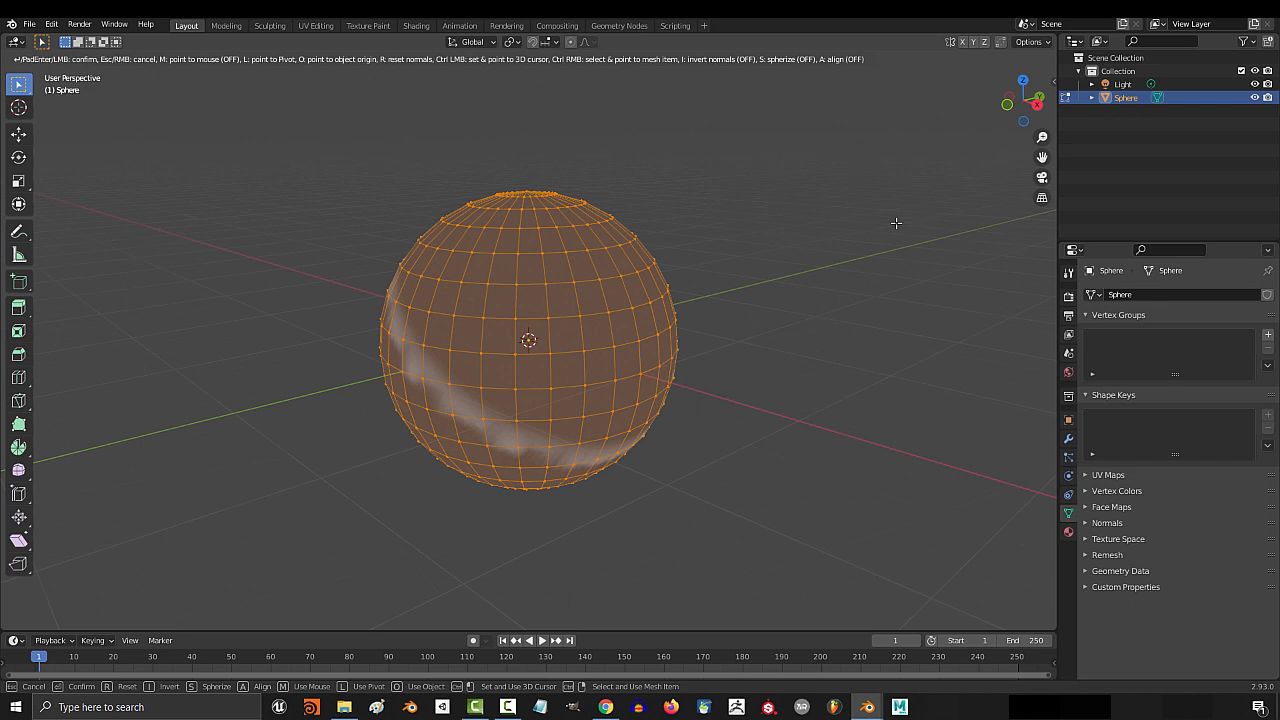 File Edit Render Window Help Layout Modeling Sculpting UV Editing Texture Paint Shading Animation Rendering Compositing Geometry Nodes Scripting + Scene View Layer
Global X Y Z Options
↵/PadEnter/LMB: confirm, Esc/RMB: cancel, M: point to mouse (OFF), L: point to Pivot, O: point to object origin, R: reset normals, Ctrl LMB: set & point to 3D cursor, Ctrl RMB: select & point to mesh item, I: invert normals (OFF), S: spherize (OFF), A: align (OFF)
User Perspective
(1) Sphere
Z
Y
X
Scene Collection
Collection
Light
Sphere
Sphere Sphere
Sphere
Vertex Groups
Shape Keys
UV Maps
Vertex Colors
Face Maps
Normals
Texture Space
Remesh
Geometry Data
Custom Properties
Playback Keying View Marker 1 Start 1 End 250
1 10 20 30 40 50 60 70 80 90 100 110 120 130 140 150 160 170 180 190 200 210 220 230 240 250
Esc Cancel Confirm R Reset I Invert S Spherize A Align M Use Mouse L Use Pivot O Use Object Ctrl Set and Use 3D Cursor Ctrl Select and Use Mesh Item 2.93.0
Type here to search